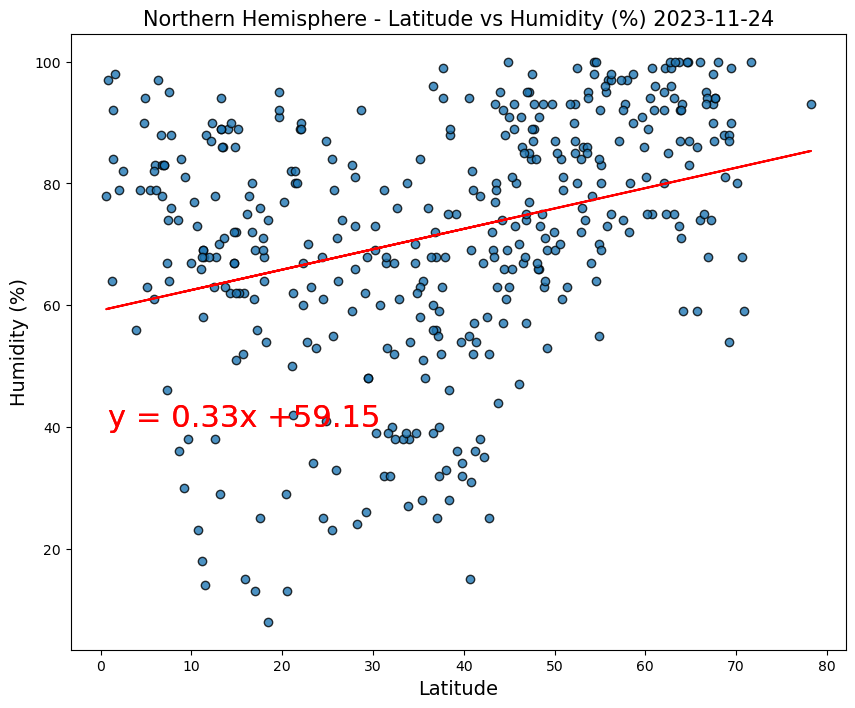 Northern Hemisphere - Latitude vs Humidity (%) 2023-11-24
Humidity (%)
100
80
60
40
20
y = 0.33x +59.15
0 10 20 30 40 50 60 70 80
Latitude